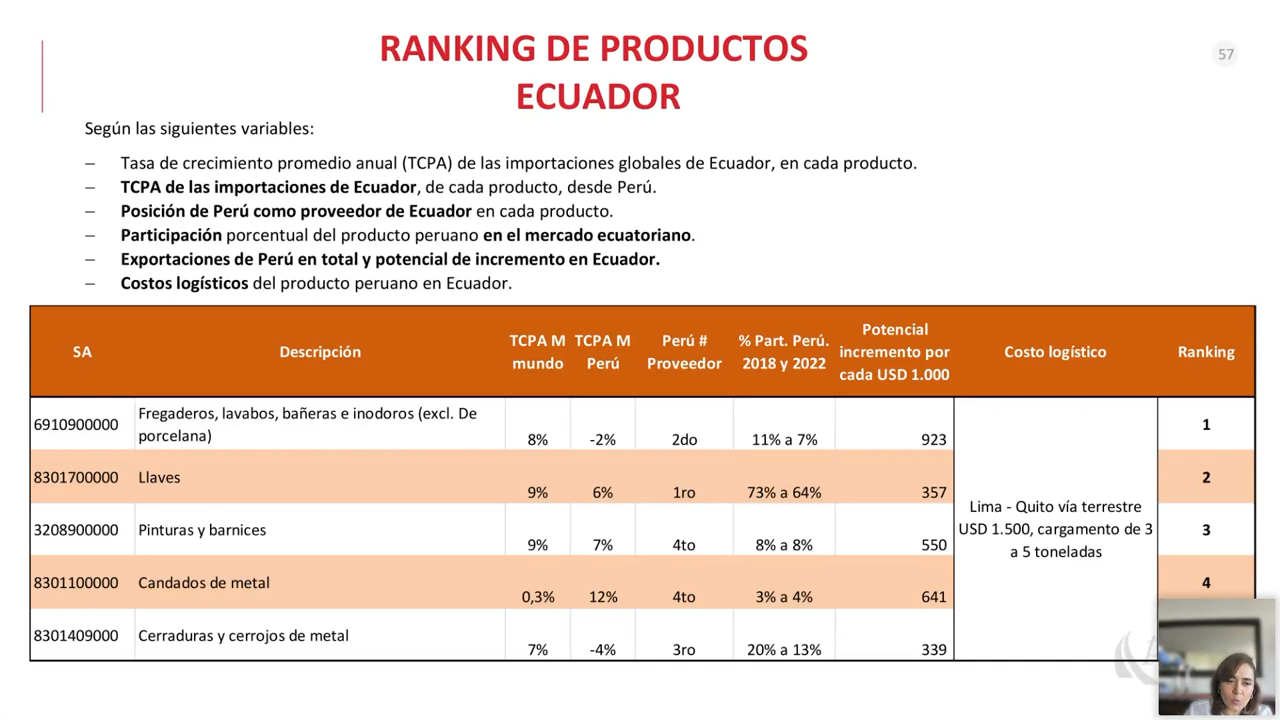 RANKING DE PRODUCTOS
ECUADOR
57
Según las siguientes variables:
– Tasa de crecimiento promedio anual (TCPA) de las importaciones globales de Ecuador, en cada producto.
– TCPA de las importaciones de Ecuador, de cada producto, desde Perú.
– Posición de Perú como proveedor de Ecuador en cada producto.
– Participación porcentual del producto peruano en el mercado ecuatoriano.
– Exportaciones de Perú en total y potencial de incremento en Ecuador.
– Costos logísticos del producto peruano en Ecuador.
SA
Descripción
TCPA M
mundo
TCPA M
Perú
Perú #
Proveedor
% Part. Perú.
2018 y 2022
Potencial
incremento por
cada USD 1.000
Costo logístico
Ranking
6910900000
Fregaderos, lavabos, bañeras e inodoros (excl. De
porcelana)
8%
-2%
2do
11% a 7%
923
1
8301700000
Llaves
9%
6%
1ro
73% a 64%
357
2
Lima - Quito vía terrestre
USD 1.500, cargamento de 3
a 5 toneladas
3208900000
Pinturas y barnices
9%
7%
4to
8% a 8%
550
3
8301100000
Candados de metal
0,3%
12%
4to
3% a 4%
641
4
8301409000
Cerraduras y cerrojos de metal
7%
-4%
3ro
20% a 13%
339